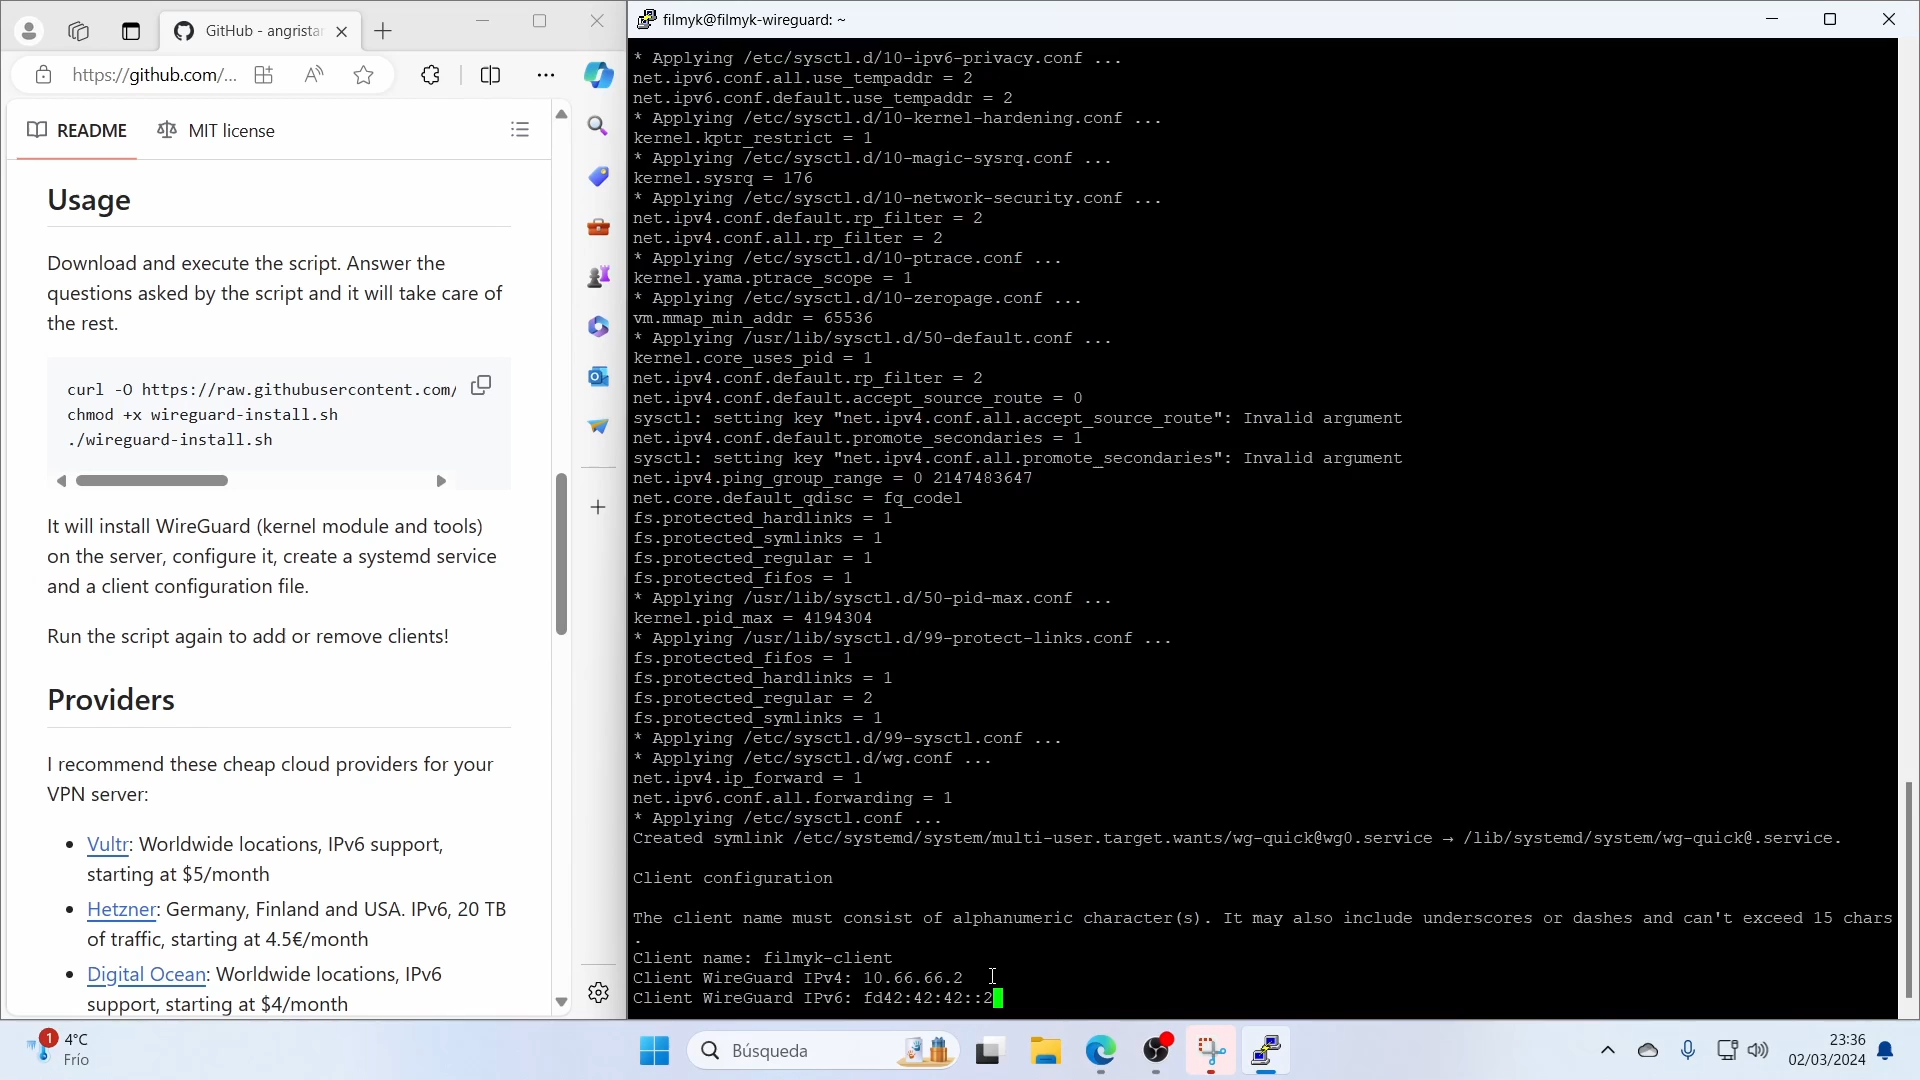 GitHub - angristar
https://github.com/...
README
MIT license
Usage
Download and execute the script. Answer the
questions asked by the script and it will take care of
the rest.
curl -O https://raw.githubusercontent.com/
chmod +x wireguard-install.sh
./wireguard-install.sh
It will install WireGuard (kernel module and tools)
on the server, configure it, create a systemd service
and a client configuration file.
Run the script again to add or remove clients!
Providers
I recommend these cheap cloud providers for your
VPN server:
Vultr: Worldwide locations, IPv6 support,
starting at $5/month
Hetzner: Germany, Finland and USA. IPv6, 20 TB
of traffic, starting at 4.5€/month
Digital Ocean: Worldwide locations, IPv6
support, starting at $4/month
filmyk@filmyk-wireguard: ~
* Applying /etc/sysctl.d/10-ipv6-privacy.conf ...
net.ipv6.conf.all.use_tempaddr = 2
net.ipv6.conf.default.use_tempaddr = 2
* Applying /etc/sysctl.d/10-kernel-hardening.conf ...
kernel.kptr_restrict = 1
* Applying /etc/sysctl.d/10-magic-sysrq.conf ...
kernel.sysrq = 176
* Applying /etc/sysctl.d/10-network-security.conf ...
net.ipv4.conf.default.rp_filter = 2
net.ipv4.conf.all.rp_filter = 2
* Applying /etc/sysctl.d/10-ptrace.conf ...
kernel.yama.ptrace_scope = 1
* Applying /etc/sysctl.d/10-zeropage.conf ...
vm.mmap_min_addr = 65536
* Applying /usr/lib/sysctl.d/50-default.conf ...
kernel.core_uses_pid = 1
net.ipv4.conf.default.rp_filter = 2
net.ipv4.conf.default.accept_source_route = 0
sysctl: setting key "net.ipv4.conf.all.accept_source_route": Invalid argument
net.ipv4.conf.default.promote_secondaries = 1
sysctl: setting key "net.ipv4.conf.all.promote_secondaries": Invalid argument
net.ipv4.ping_group_range = 0 2147483647
net.core.default_qdisc = fq_codel
fs.protected_hardlinks = 1
fs.protected_symlinks = 1
fs.protected_regular = 1
fs.protected_fifos = 1
* Applying /usr/lib/sysctl.d/50-pid-max.conf ...
kernel.pid_max = 4194304
* Applying /usr/lib/sysctl.d/99-protect-links.conf ...
fs.protected_fifos = 1
fs.protected_hardlinks = 1
fs.protected_regular = 2
fs.protected_symlinks = 1
* Applying /etc/sysctl.d/99-sysctl.conf ...
* Applying /etc/sysctl.d/wg.conf ...
net.ipv4.ip_forward = 1
net.ipv6.conf.all.forwarding = 1
* Applying /etc/sysctl.conf ...
Created symlink /etc/systemd/system/multi-user.target.wants/wg-quick@wg0.service → /lib/systemd/system/wg-quick@.service.
Client configuration
The client name must consist of alphanumeric character(s). It may also include underscores or dashes and can't exceed 15 chars
.
Client name: filmyk-client
Client WireGuard IPv4: 10.66.66.2
Client WireGuard IPv6: fd42:42:42::2
1
4°C
Frío
Búsqueda
23:36
02/03/2024